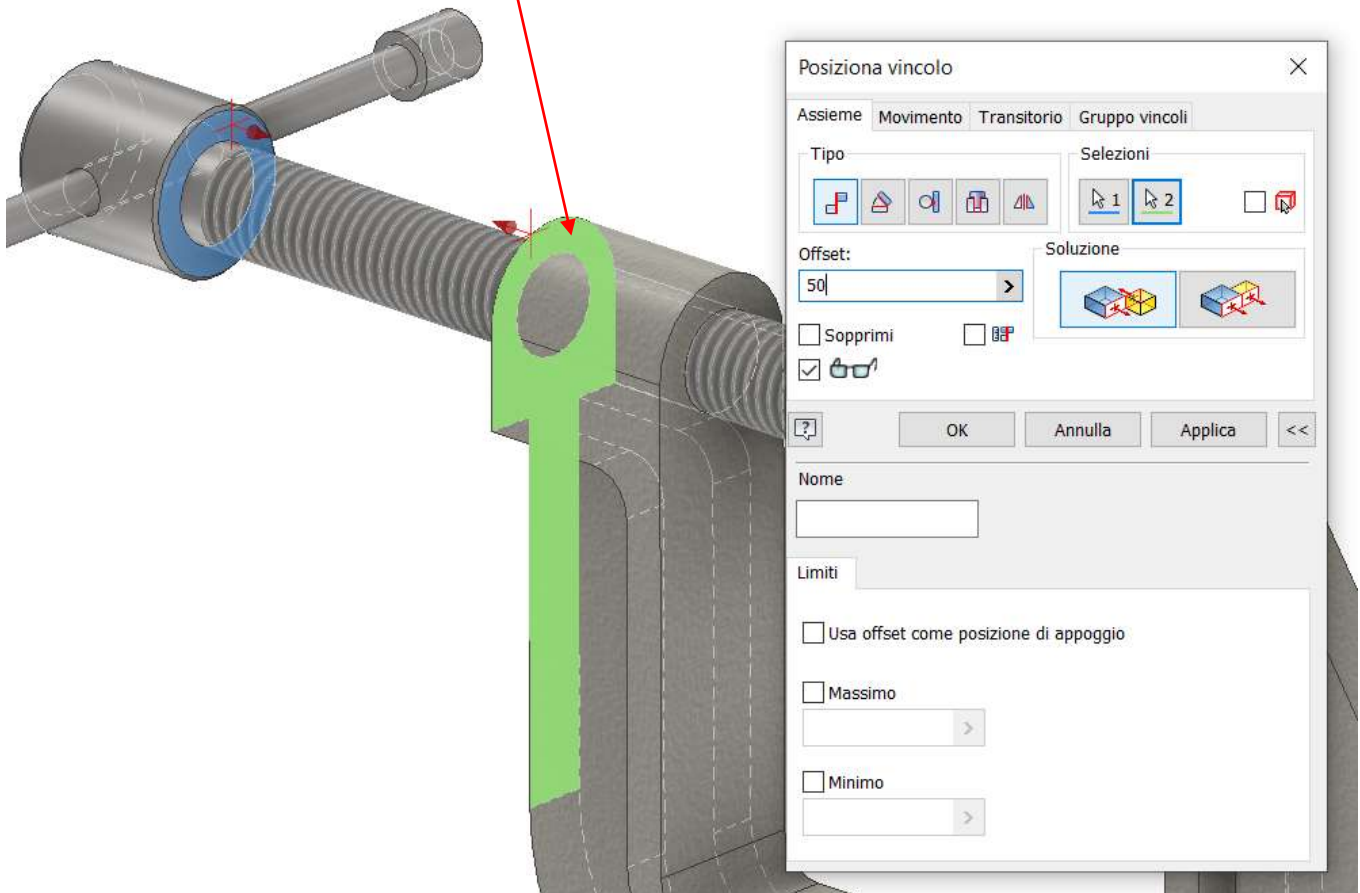 Posiziona vincolo
Assieme Movimento Transitorio Gruppo vincoli
Tipo
Selezioni
1 2
Offset:
Soluzione
50
Sopprimi
? OK Annulla Applica <<
Nome
Limiti
Usa offset come posizione di appoggio
Massimo
Minimo